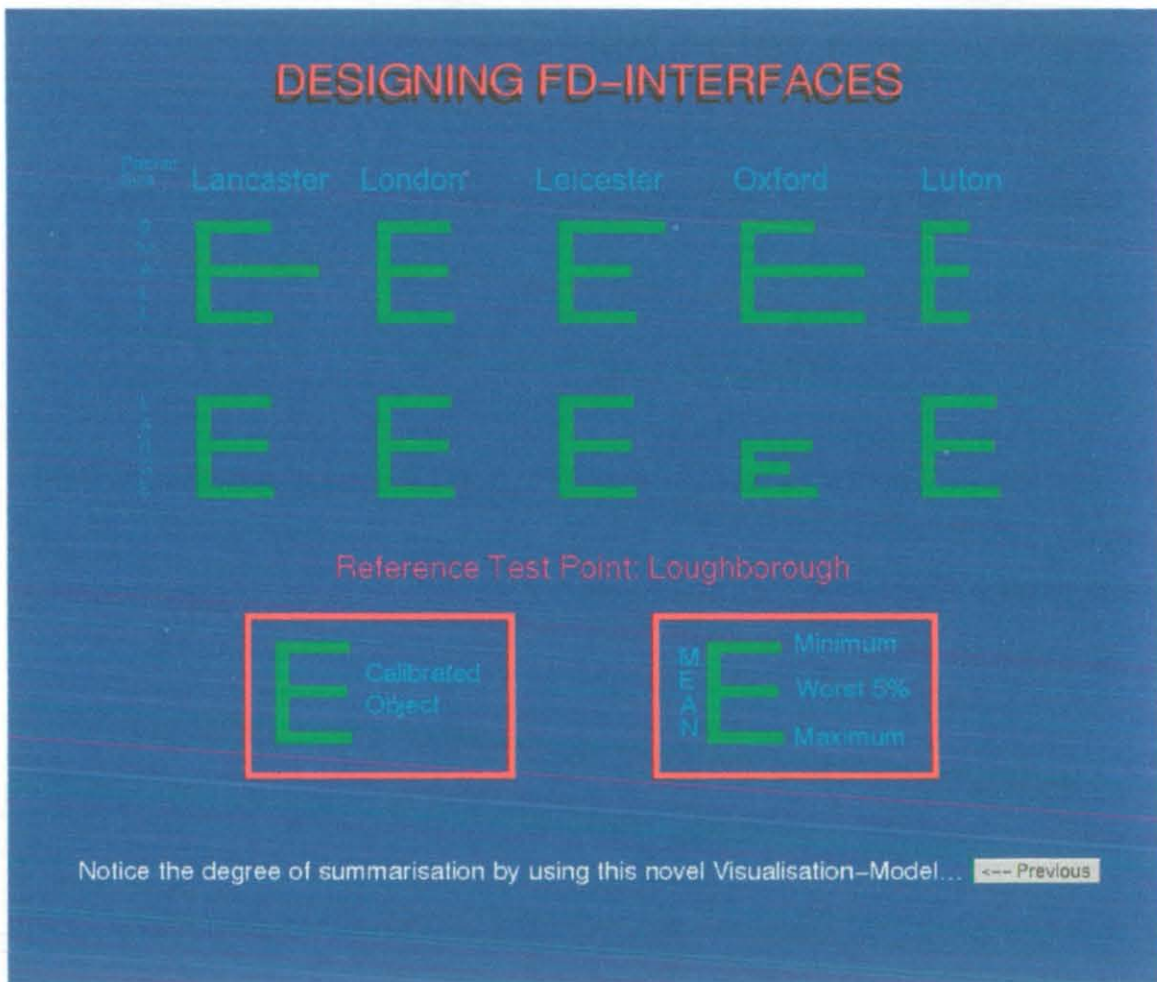 DESIGNING FD-INTERFACES
Lancaster London Leicester Oxford Luton
E E E E E
E E E E E
Reference Test Point: Loughborough
E Calibrated Object
MEAN E Minimum Worst 5% Maximum
Notice the degree of summarisation by using this novel Visualisation-Model... <-- Previous